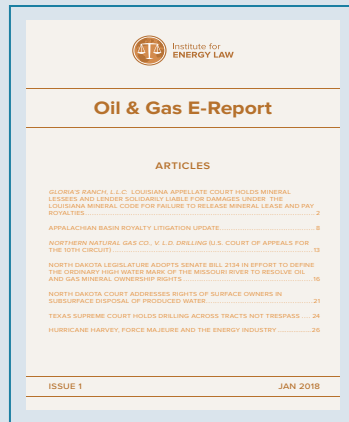 Institute for
ENERGY LAW
Oil & Gas E-Report
ARTICLES
GLORIA'S RANCH, L.L.C: LOUISIANA APPELLATE COURT HOLDS MINERAL
LESSEES AND LENDER SOLIDARILY LIABLE FOR DAMAGES UNDER THE
LOUISIANA MINERAL CODE FOR FAILURE TO RELEASE MINERAL LEASE AND PAY
ROYALTIES 2
APPALACHIAN BASIN ROYALTY LITIGATION UPDATE 8
NORTHERN NATURAL GAS CO., V. L.D. DRILLING (U.S. COURT OF APPEALS FOR
THE 10TH CIRCUIT) 13
NORTH DAKOTA LEGISLATURE ADOPTS SENATE BILL 2134 IN EFFORT TO DEFINE
THE ORDINARY HIGH WATER MARK OF THE MISSOURI RIVER TO RESOLVE OIL
AND GAS MINERAL OWNERSHIP RIGHTS 16
NORTH DAKOTA COURT ADDRESSES RIGHTS OF SURFACE OWNERS IN
SUBSURFACE DISPOSAL OF PRODUCED WATER 21
TEXAS SUPREME COURT HOLDS DRILLING ACROSS TRACTS NOT TRESPASS 24
HURRICANE HARVEY, FORCE MAJEURE AND THE ENERGY INDUSTRY 26
ISSUE 1 JAN 2018